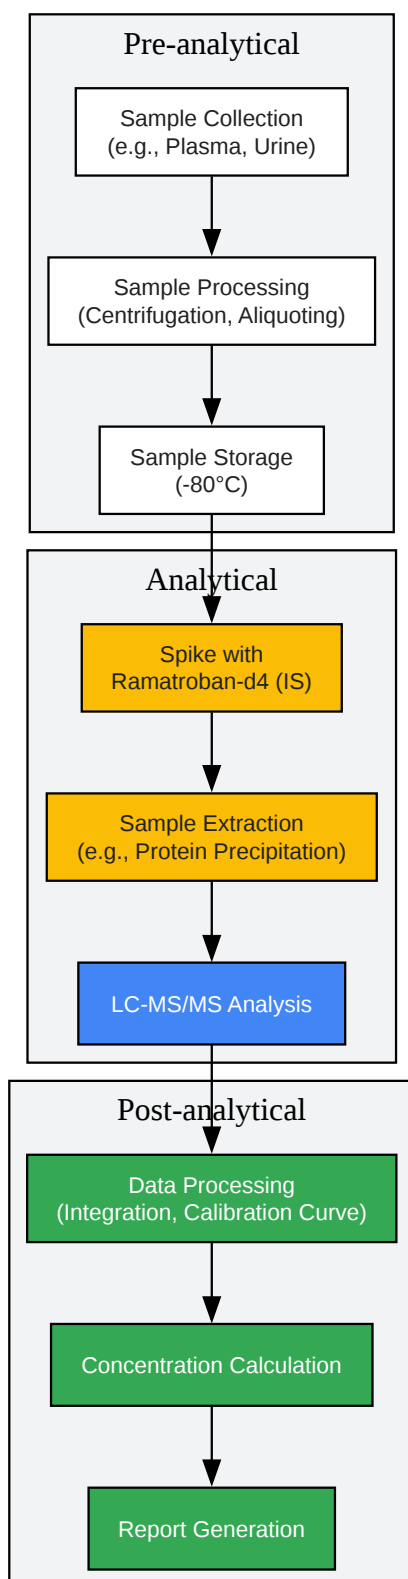 Pre-analytical
Sample Collection
(e.g., Plasma, Urine)
Sample Processing
(Centrifugation, Aliquoting)
Sample Storage
(-80°C)
Analytical
Spike with
Ramatroban-d4 (IS)
Sample Extraction
(e.g., Protein Precipitation)
LC-MS/MS Analysis
Post-analytical
Data Processing
(Integration, Calibration Curve)
Concentration Calculation
Report Generation